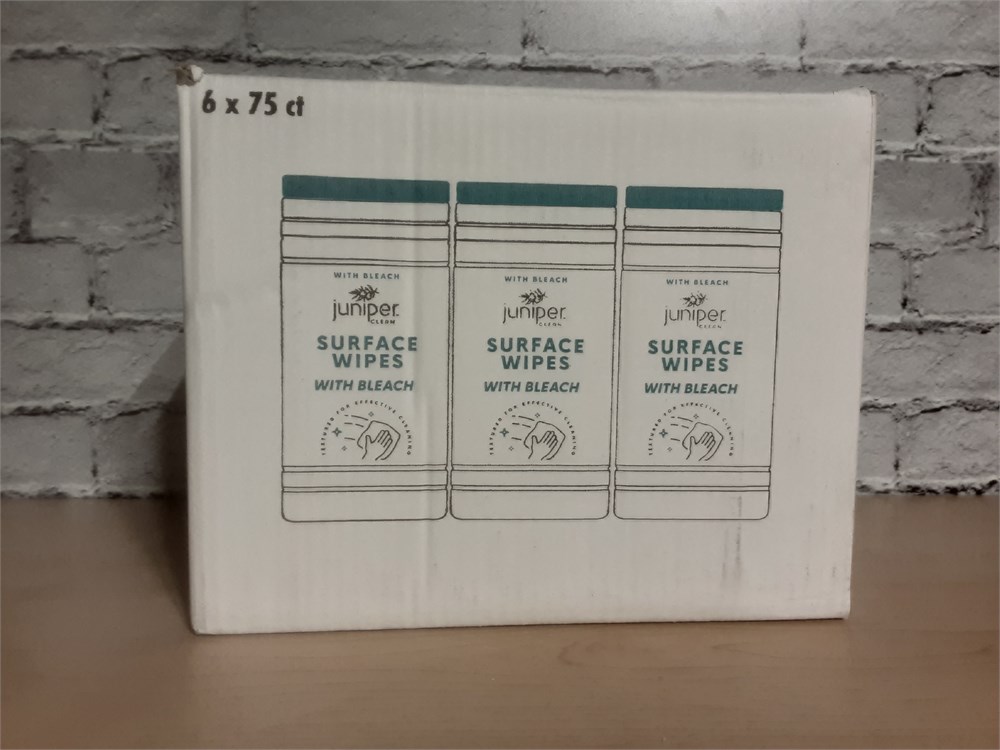 6 x 75 ct
WITH BLEACH
juniper
CLEAN
SURFACE
WIPES
WITH BLEACH
TEXTURED FOR EFFECTIVE CLEANING
WITH BLEACH
juniper
CLEAN
SURFACE
WIPES
WITH BLEACH
TEXTURED FOR EFFECTIVE CLEANING
WITH BLEACH
juniper
CLEAN
SURFACE
WIPES
WITH BLEACH
TEXTURED FOR EFFECTIVE CLEANING